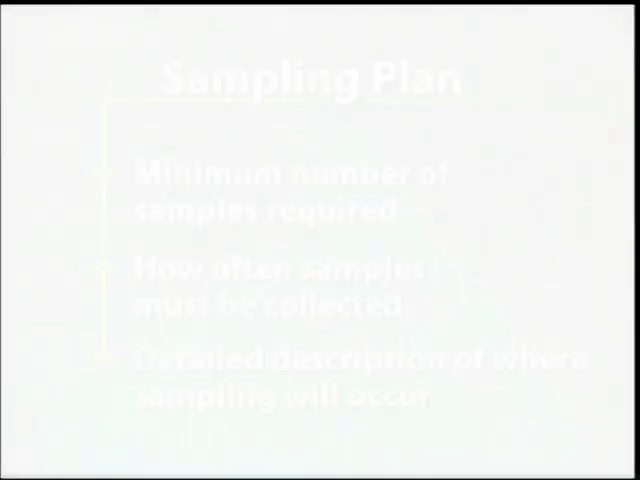 Sampling Plan
Minimum number of
samples required
How often samples
must be collected
Detailed description of where
sampling will occur